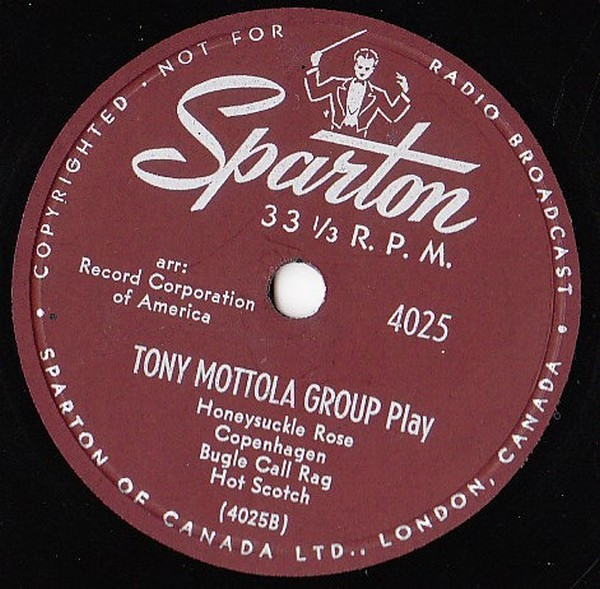 COPYRIGHTED • NOT FOR RADIO BROADCAST •
Sparton
33 1/3 R. P. M.
arr:
Record Corporation
of America
4025
TONY MOTTOLA GROUP Play
Honeysuckle Rose
Copenhagen
Bugle Call Rag
Hot Scotch
(4025B)
• SPARTON OF CANADA LTD., LONDON, CANADA